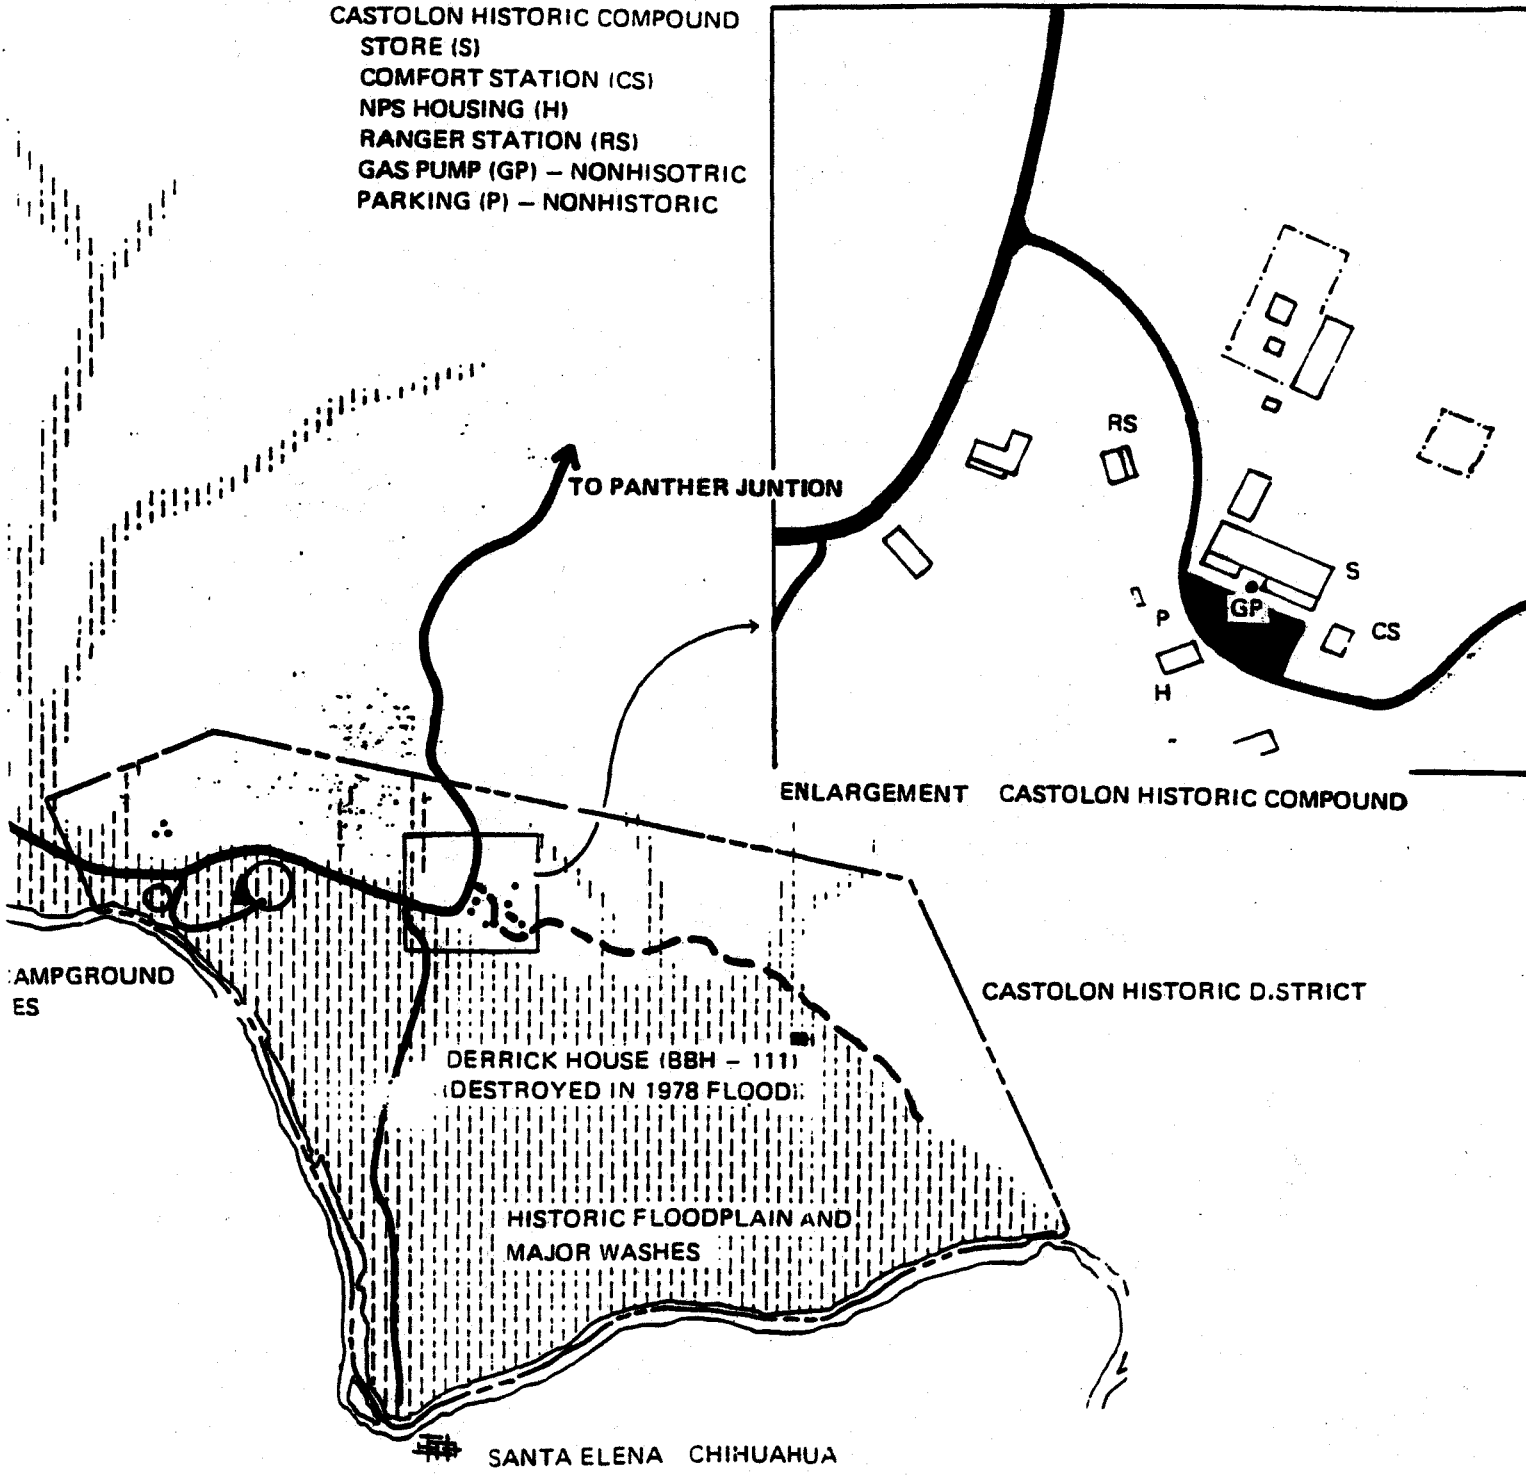 CASTOLON HISTORIC COMPOUND
STORE (S)
COMFORT STATION (CS)
NPS HOUSING (H)
RANGER STATION (RS)
GAS PUMP (GP) – NONHISOTRIC
PARKING (P) – NONHISTORIC
RS
TO PANTHER JUNTION
S
GP
P
CS
H
ENLARGEMENT CASTOLON HISTORIC COMPOUND
AMPGROUND
ES
CASTOLON HISTORIC D.STRICT
DERRICK HOUSE (BBH – 111)
(DESTROYED IN 1978 FLOOD)
HISTORIC FLOODPLAIN AND
MAJOR WASHES
SANTA ELENA CHIHUAHUA